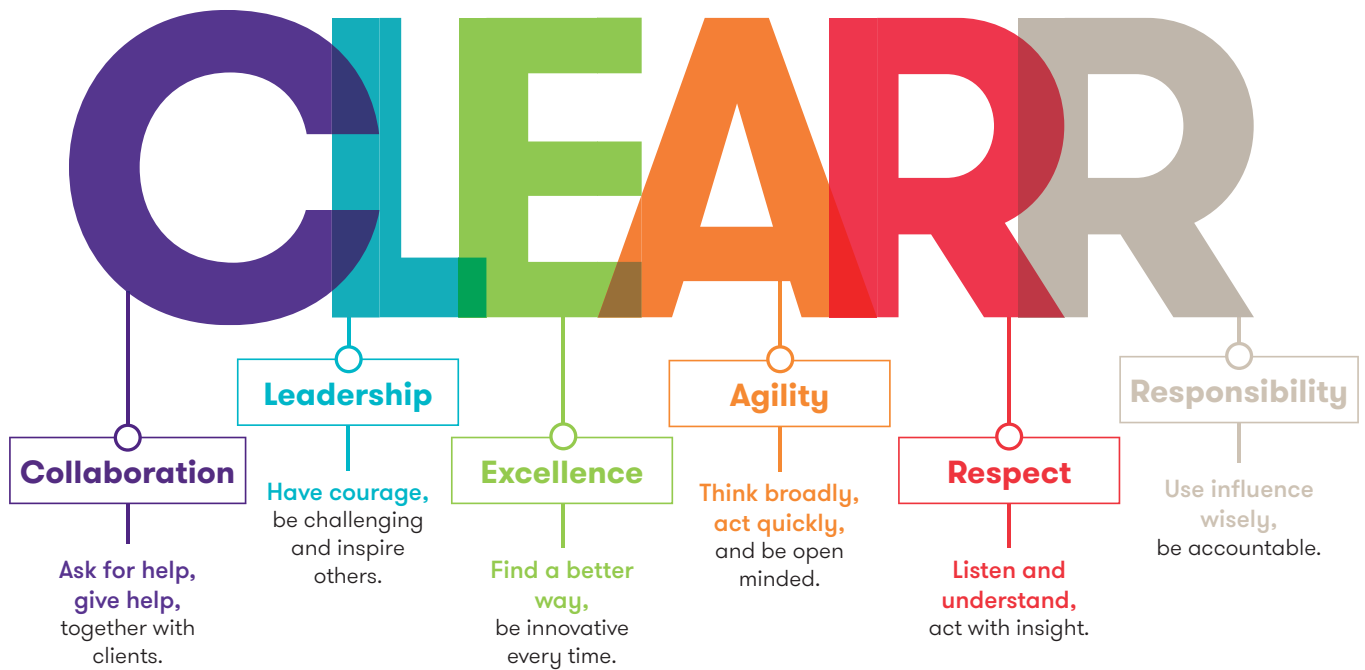 CLEARR
Collaboration
Ask for help,
give help,
together with
clients.
Leadership
Have courage,
be challenging
and inspire
others.
Excellence
Find a better
way,
be innovative
every time.
Agility
Think broadly,
act quickly,
and be open
minded.
Respect
Listen and
understand,
act with insight.
Responsibility
Use influence
wisely,
be accountable.